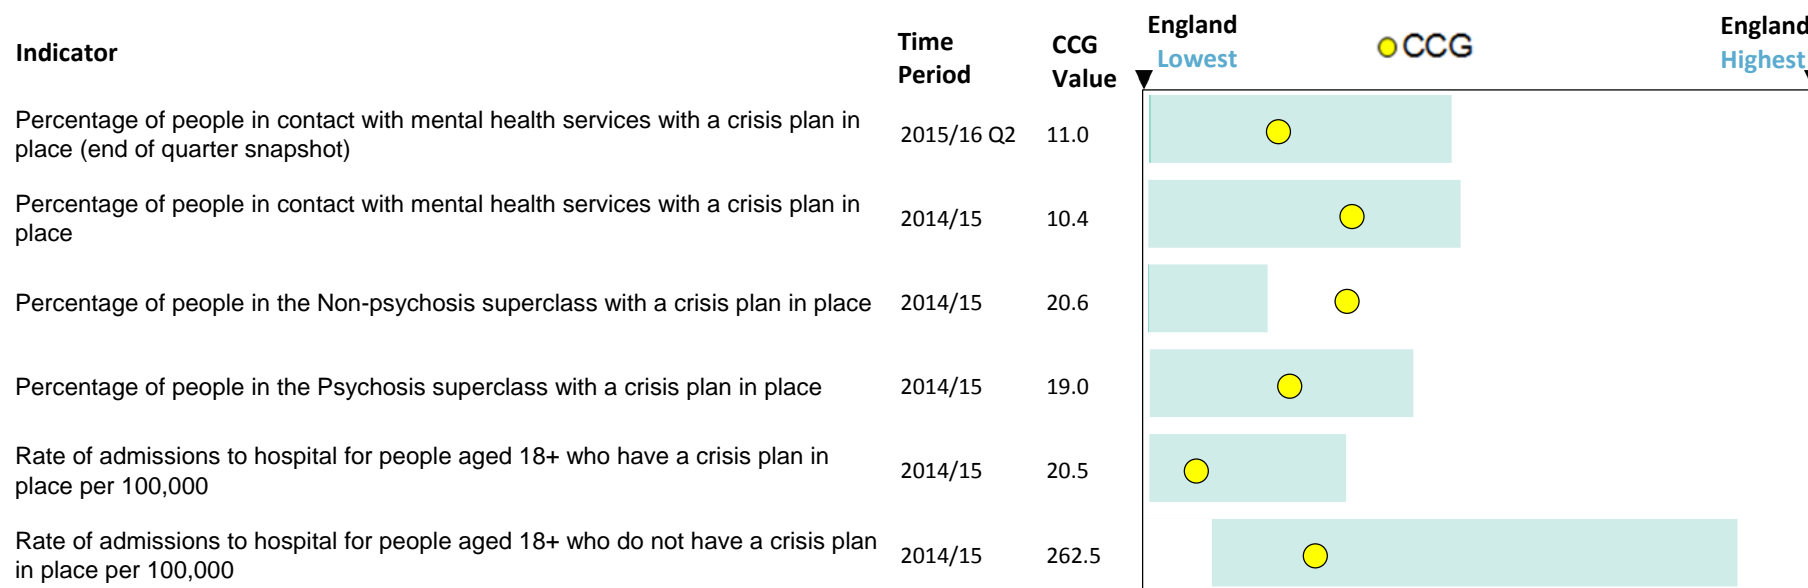 Indicator
Time
Period
CCG
Value
England
Lowest
CCG
England
Highest
Percentage of people in contact with mental health services with a crisis plan in
place (end of quarter snapshot)
2015/16 Q2
11.0
Percentage of people in contact with mental health services with a crisis plan in
place
2014/15
10.4
Percentage of people in the Non-psychosis superclass with a crisis plan in place
2014/15
20.6
Percentage of people in the Psychosis superclass with a crisis plan in place
2014/15
19.0
Rate of admissions to hospital for people aged 18+ who have a crisis plan in
place per 100,000
2014/15
20.5
Rate of admissions to hospital for people aged 18+ who do not have a crisis plan
in place per 100,000
2014/15
262.5